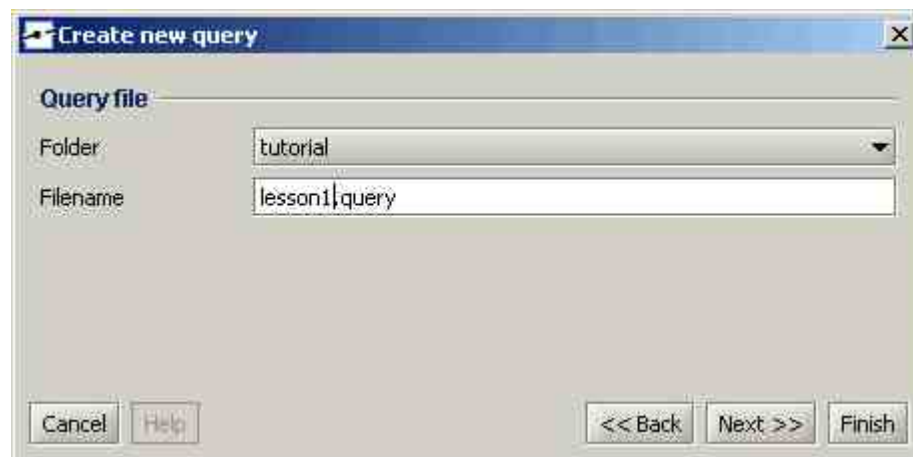 Create new query
Query file
Folder tutorial
Filename lesson1.query
Cancel Help << Back Next >> Finish